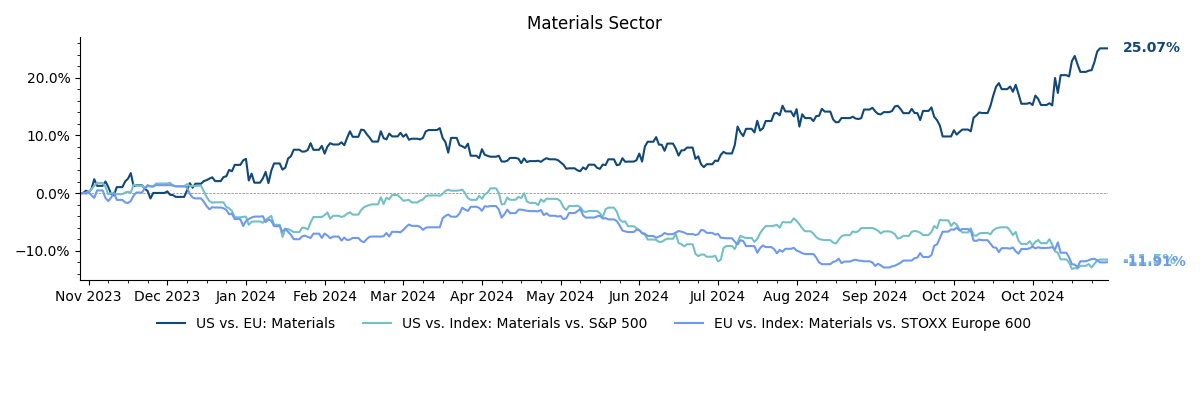 Materials Sector
25.07%
20.0%
10.0%
0.0%
−10.0%
-11.91%
Nov 2023 Dec 2023 Jan 2024 Feb 2024 Mar 2024 Apr 2024 May 2024 Jun 2024 Jul 2024 Aug 2024 Sep 2024 Oct 2024 Oct 2024
US vs. EU: Materials US vs. Index: Materials vs. S&P 500 EU vs. Index: Materials vs. STOXX Europe 600